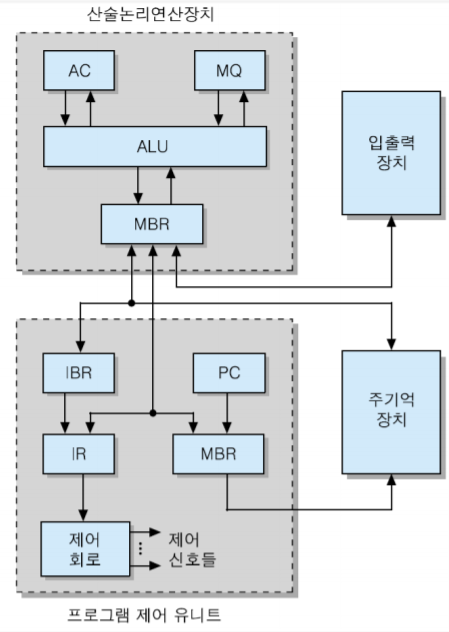 산술논리연산장치
AC
MQ
ALU
MBR
입출력
장치
IBR
PC
주기억
장치
IR
MBR
제어
회로
제어
신호들
프로그램 제어 유니트